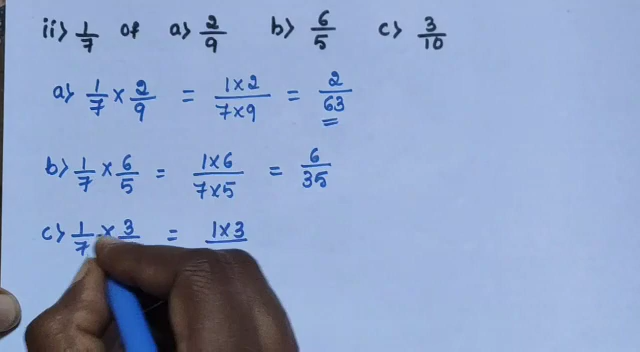 ii> 1/7 of a> 2/9 b> 6/5 c> 3/10
a> 1/7 × 2/9 = 1×2/7×9 = 2/63
b> 1/7 × 6/5 = 1×6/7×5 = 6/35
c> 1/7 × 3/ = 1×3/